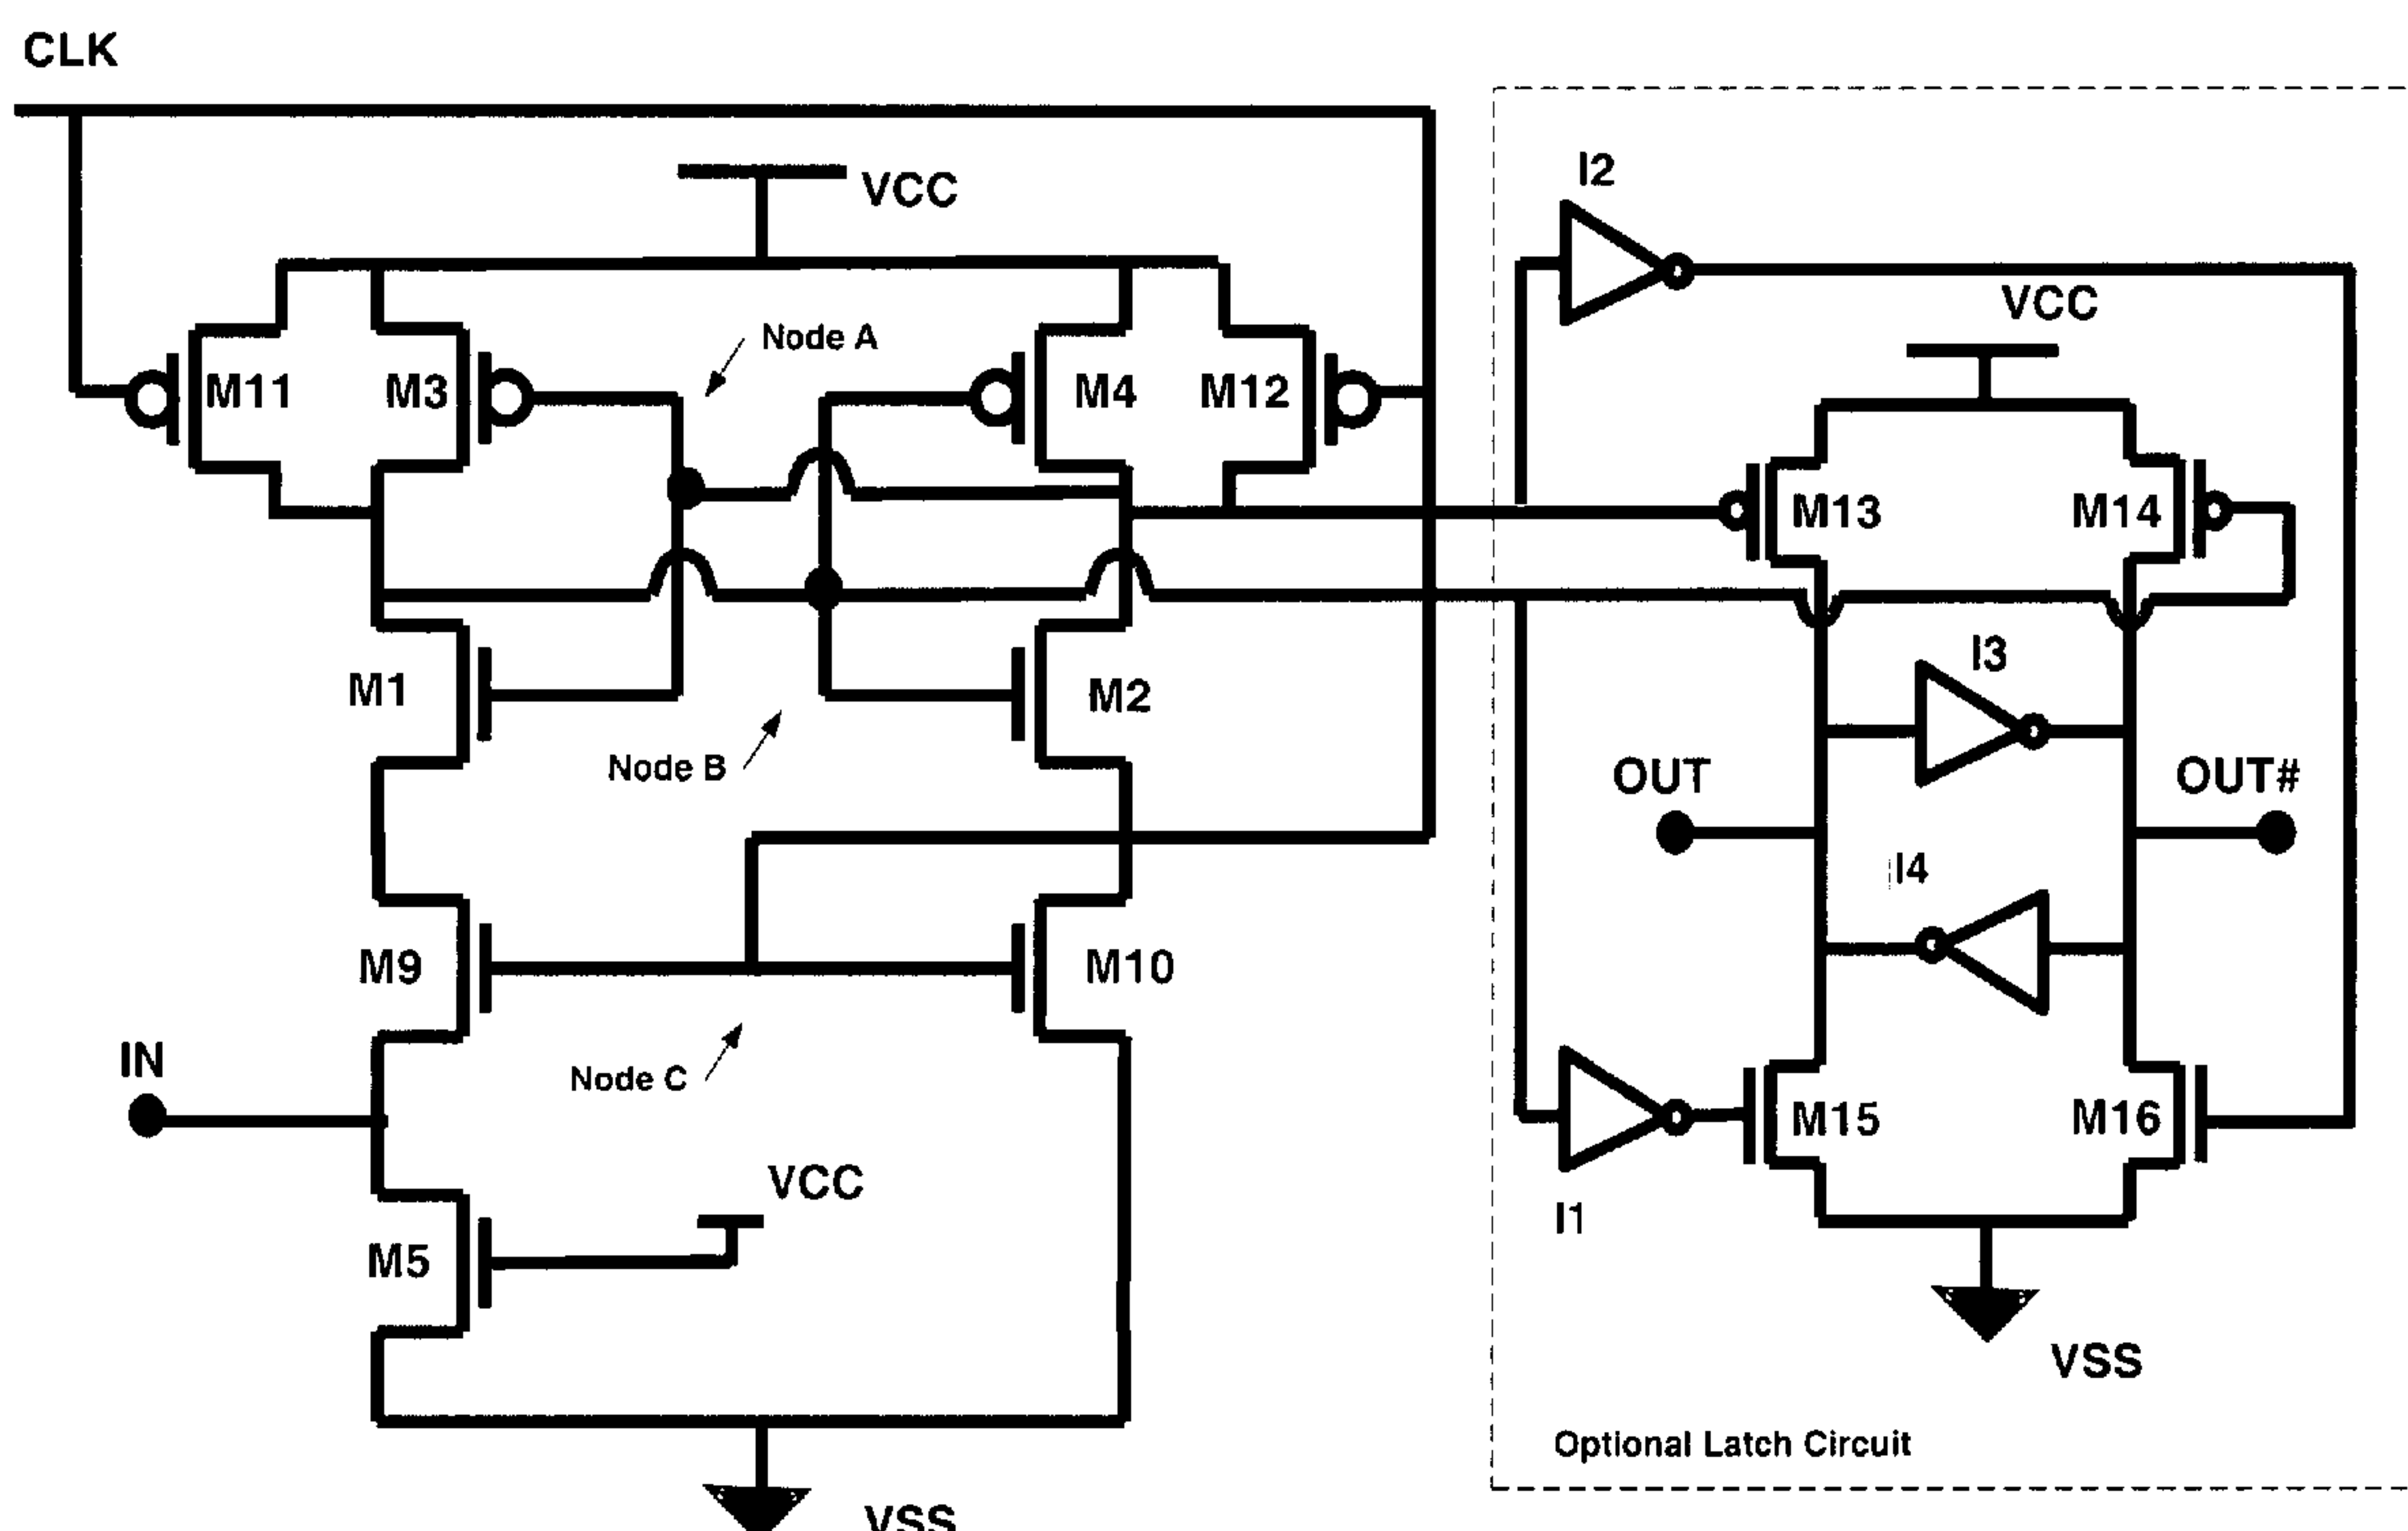 CLK
VCC
I2
VCC
Node A
M11
M3
M4
M12
M13
M14
I3
M1
M2
Node B
OUT
OUT#
I4
M9
M10
IN
Node C
M15
M16
VCC
I1
M5
VSS
Optional Latch Circuit
VSS